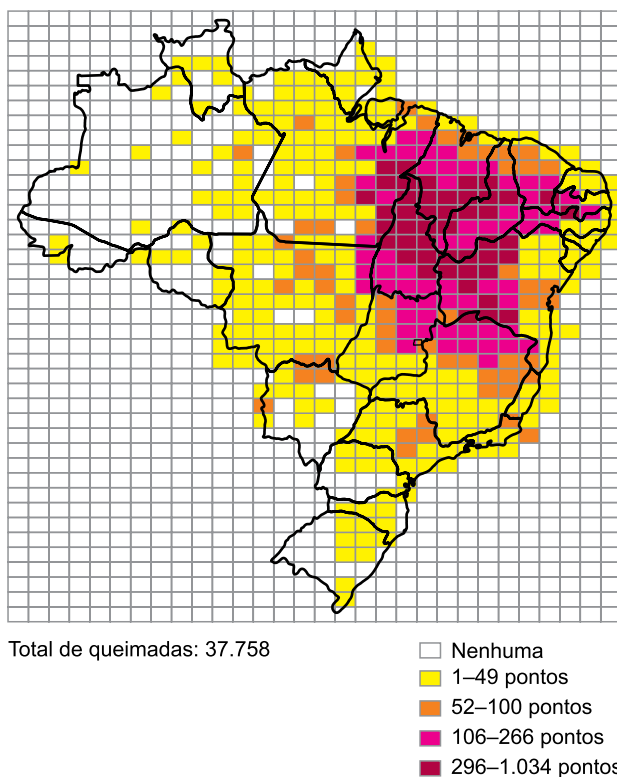 Total de queimadas: 37.758
Nenhuma
1–49 pontos
52–100 pontos
106–266 pontos
296–1.034 pontos